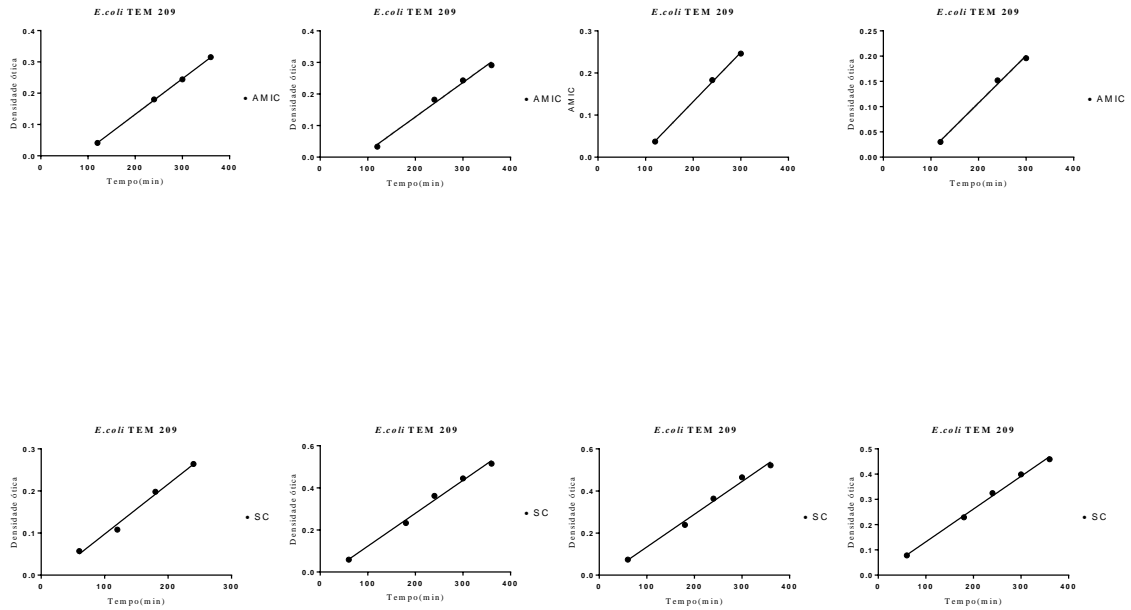 E.coli TEM 209
0.4
0.3
0.2
0.1
0.0
0 100 200 300 400
Densidade ótica
Tempo(min)
AMIC
E.coli TEM 209
0.4
0.3
0.2
0.1
0.0
0 100 200 300 400
Densidade ótica
Tempo(min)
AMIC
E.coli TEM 209
0.3
0.2
0.1
0.0
0 100 200 300 400
AMIC
Tempo(min)
E.coli TEM 209
0.25
0.20
0.15
0.10
0.05
0.00
0 100 200 300 400
Densidade ótica
Tempo(min)
AMIC
E.coli TEM 209
0.3
0.2
0.1
0.0
0 100 200 300
Densidade ótica
Tempo(min)
SC
E.coli TEM 209
0.6
0.4
0.2
0.0
0 100 200 300 400
Densidade ótica
Tempo(min)
SC
E.coli TEM 209
0.6
0.4
0.2
0.0
0 100 200 300 400
Densidade ótica
Tempo(min)
SC
E.coli TEM 209
0.5
0.4
0.3
0.2
0.1
0.0
0 100 200 300 400
Densidade ótica
Tempo(min)
SC